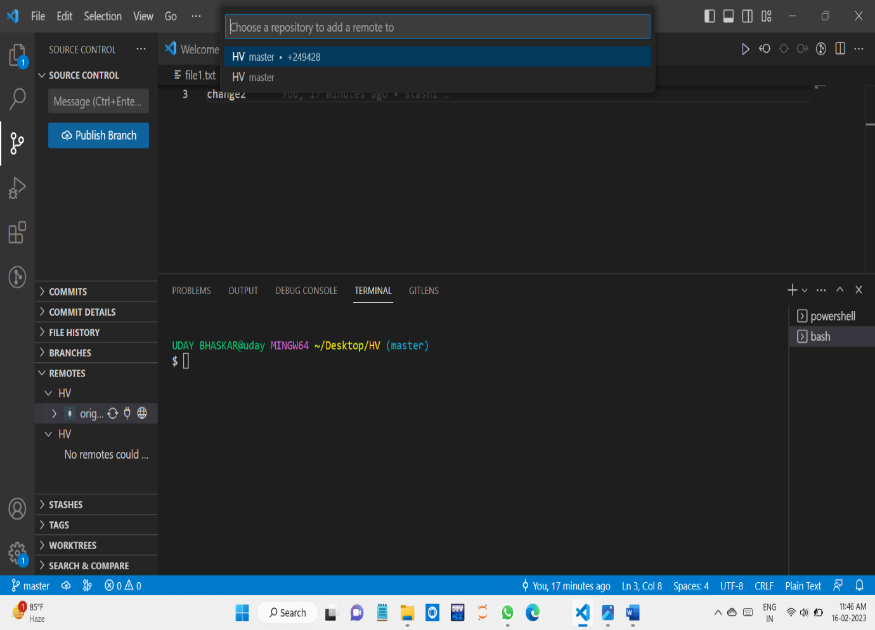 File Edit Selection View Go ···
Choose a repository to add a remote to
HV master • +249428
HV master
SOURCE CONTROL ···
Welcome
SOURCE CONTROL
file1.txt
Message (Ctrl+Ente...
3 change2 You, 17 minutes ago •
Publish Branch
COMMITS
COMMIT DETAILS
FILE HISTORY
BRANCHES
REMOTES
HV
orig...
HV
No remotes could ...
STASHES
TAGS
WORKTREES
SEARCH & COMPARE
PROBLEMS OUTPUT DEBUG CONSOLE TERMINAL GITLENS
powershell
bash
UDAY BHASKAR@uday MINGW64 ~/Desktop/HV (master)
$
1
1
master 0 0 You, 17 minutes ago Ln 3, Col 8 Spaces: 4 UTF-8 CRLF Plain Text
1 85°F
Haze
Search
ENG
IN
11:46 AM
16-02-2023